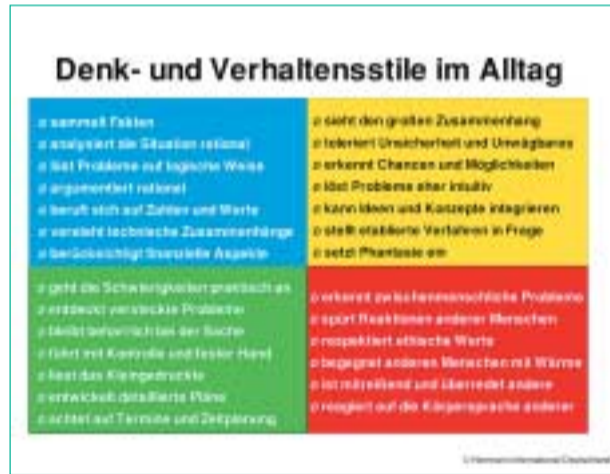 Denk- und Verhaltensstile im Alltag
ø sammelt Fakten
ø analysiert die Situation rational
ø löst Probleme auf logische Weise
ø argumentiert rational
ø beruft sich auf Zahlen und Werte
ø versteht technische Zusammenhänge
ø berücksichtigt finanzielle Aspekte
ø sieht den großen Zusammenhang
ø toleriert Unsicherheit und Unwägbares
ø erkennt Chancen und Möglichkeiten
ø löst Probleme eher intuitiv
ø kann Ideen und Konzepte integrieren
ø stellt etablierte Verfahren in Frage
ø setzt Phantasie ein
ø geht die Schwierigkeiten praktisch an
ø entdeckt versteckte Probleme
ø bleibt beharrlich bei der Sache
ø führt mit Kontrolle und fester Hand
ø liest das Kleingedruckte
ø entwickelt detaillierte Pläne
ø achtet auf Termine und Zeitplanung
ø erkennt zwischenmenschliche Probleme
ø spürt Reaktionen anderer Menschen
ø respektiert ethische Werte
ø begegnet anderen Menschen mit Wärme
ø ist mitreißend und überredet andere
ø reagiert auf die Körpersprache anderer
© Herrmann International Deutschland